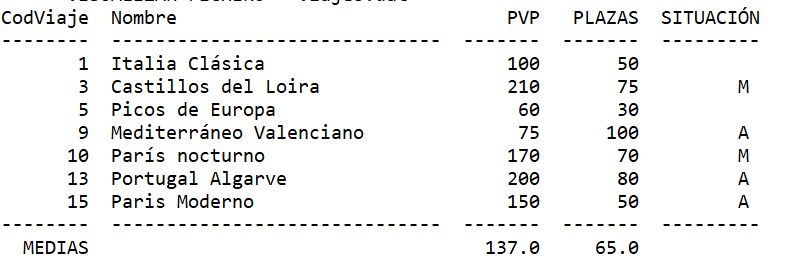 CodViaje  Nombre                               PVP   PLAZAS  SITUACIÓN
--------  ------------------------------  -------  -------  ---------
       1  Italia Clásica                      100       50
       3  Castillos del Loira                 210       75          M
       5  Picos de Europa                      60       30
       9  Mediterráneo Valenciano              75      100          A
      10  París nocturno                      170       70          M
      13  Portugal Algarve                    200       80          A
      15  Paris Moderno                       150       50          A
--------  ------------------------------  -------  -------  ---------
  MEDIAS                                    137.0     65.0